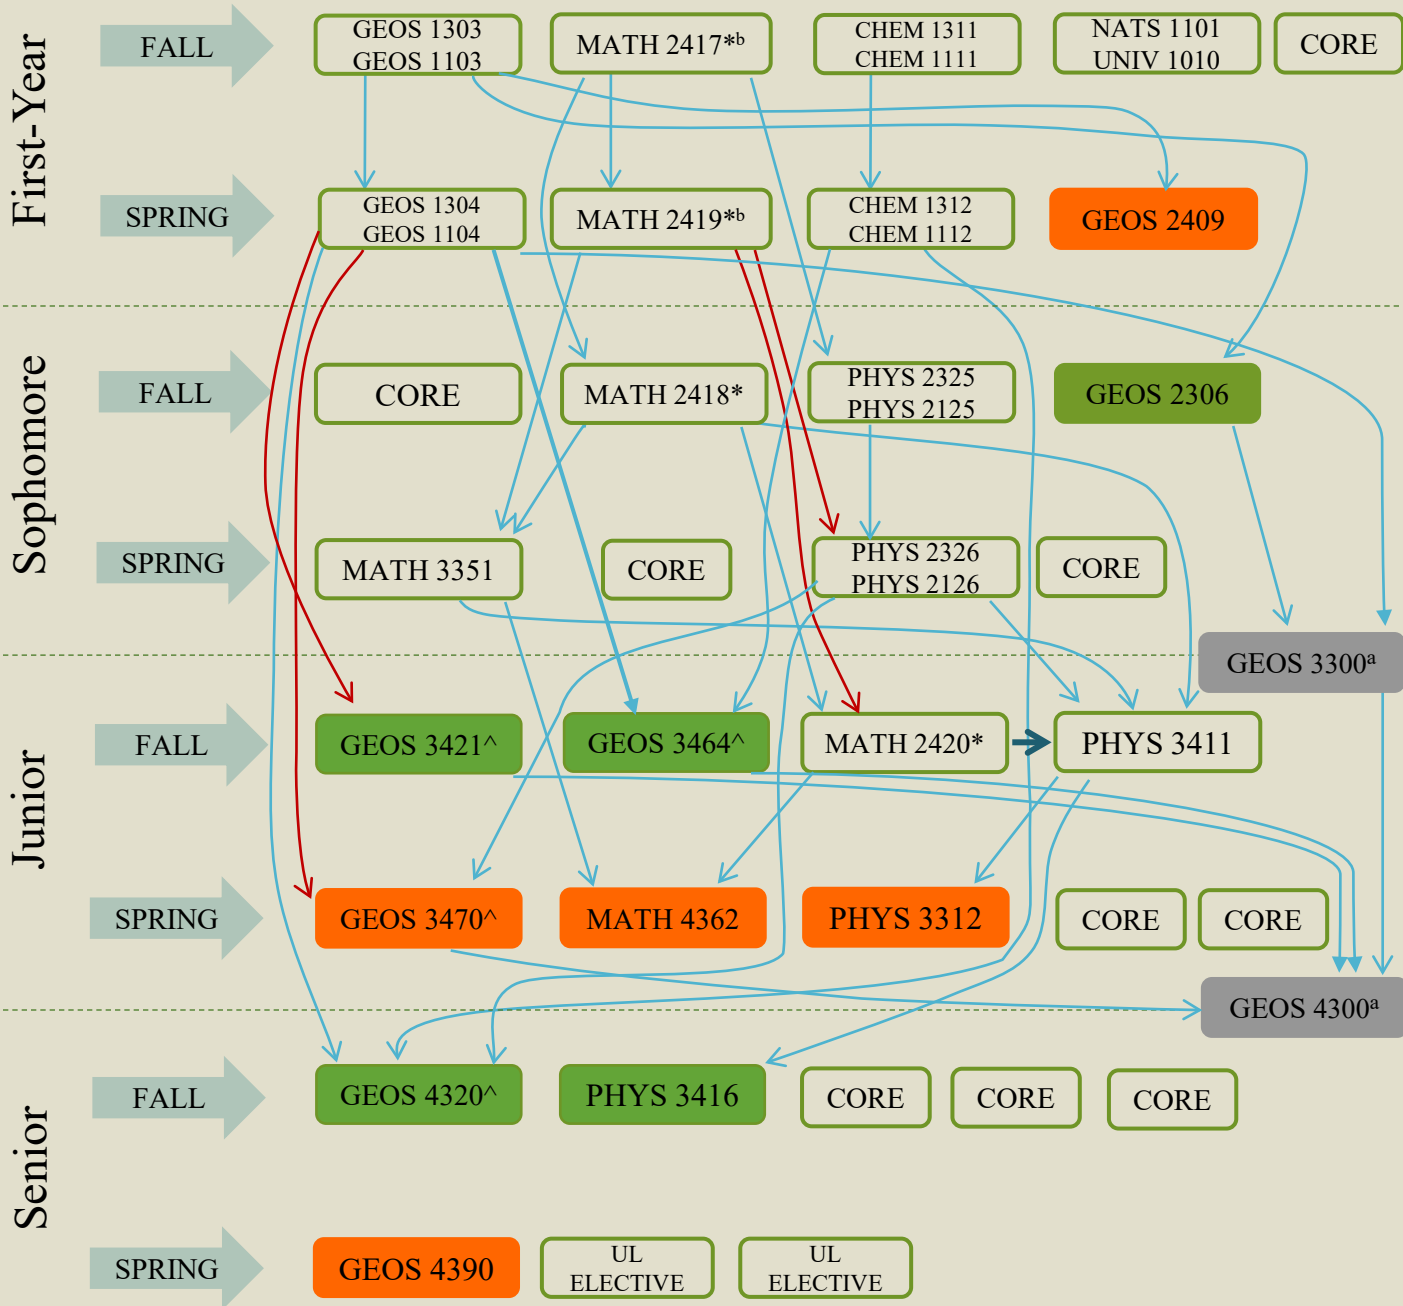 First-Year
FALL
GEOS 1303
GEOS 1103
MATH 2417*b
CHEM 1311
CHEM 1111
NATS 1101
UNIV 1010
CORE
SPRING
GEOS 1304
GEOS 1104
MATH 2419*b
CHEM 1312
CHEM 1112
GEOS 2409
Sophomore
FALL
CORE
MATH 2418*
PHYS 2325
PHYS 2125
GEOS 2306
SPRING
MATH 3351
CORE
PHYS 2326
PHYS 2126
CORE
GEOS 3300a
Junior
FALL
GEOS 3421^
GEOS 3464^
MATH 2420*
PHYS 3411
SPRING
GEOS 3470^
MATH 4362
PHYS 3312
CORE
CORE
GEOS 4300a
Senior
FALL
GEOS 4320^
PHYS 3416
CORE
CORE
CORE
SPRING
GEOS 4390
UL
ELECTIVE
UL
ELECTIVE